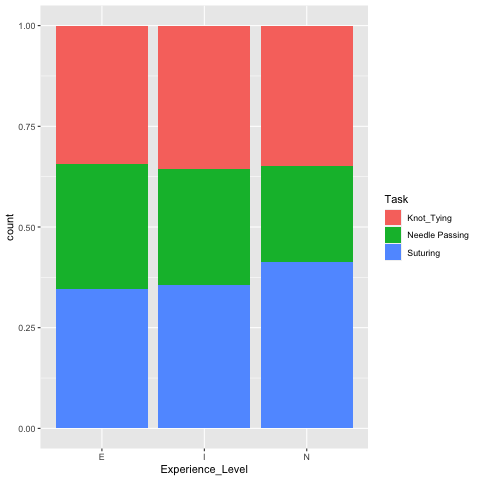 1.00
0.75
0.50
0.25
0.00
count
E
I
N
Experience_Level
Task
Knot_Tying
Needle Passing
Suturing